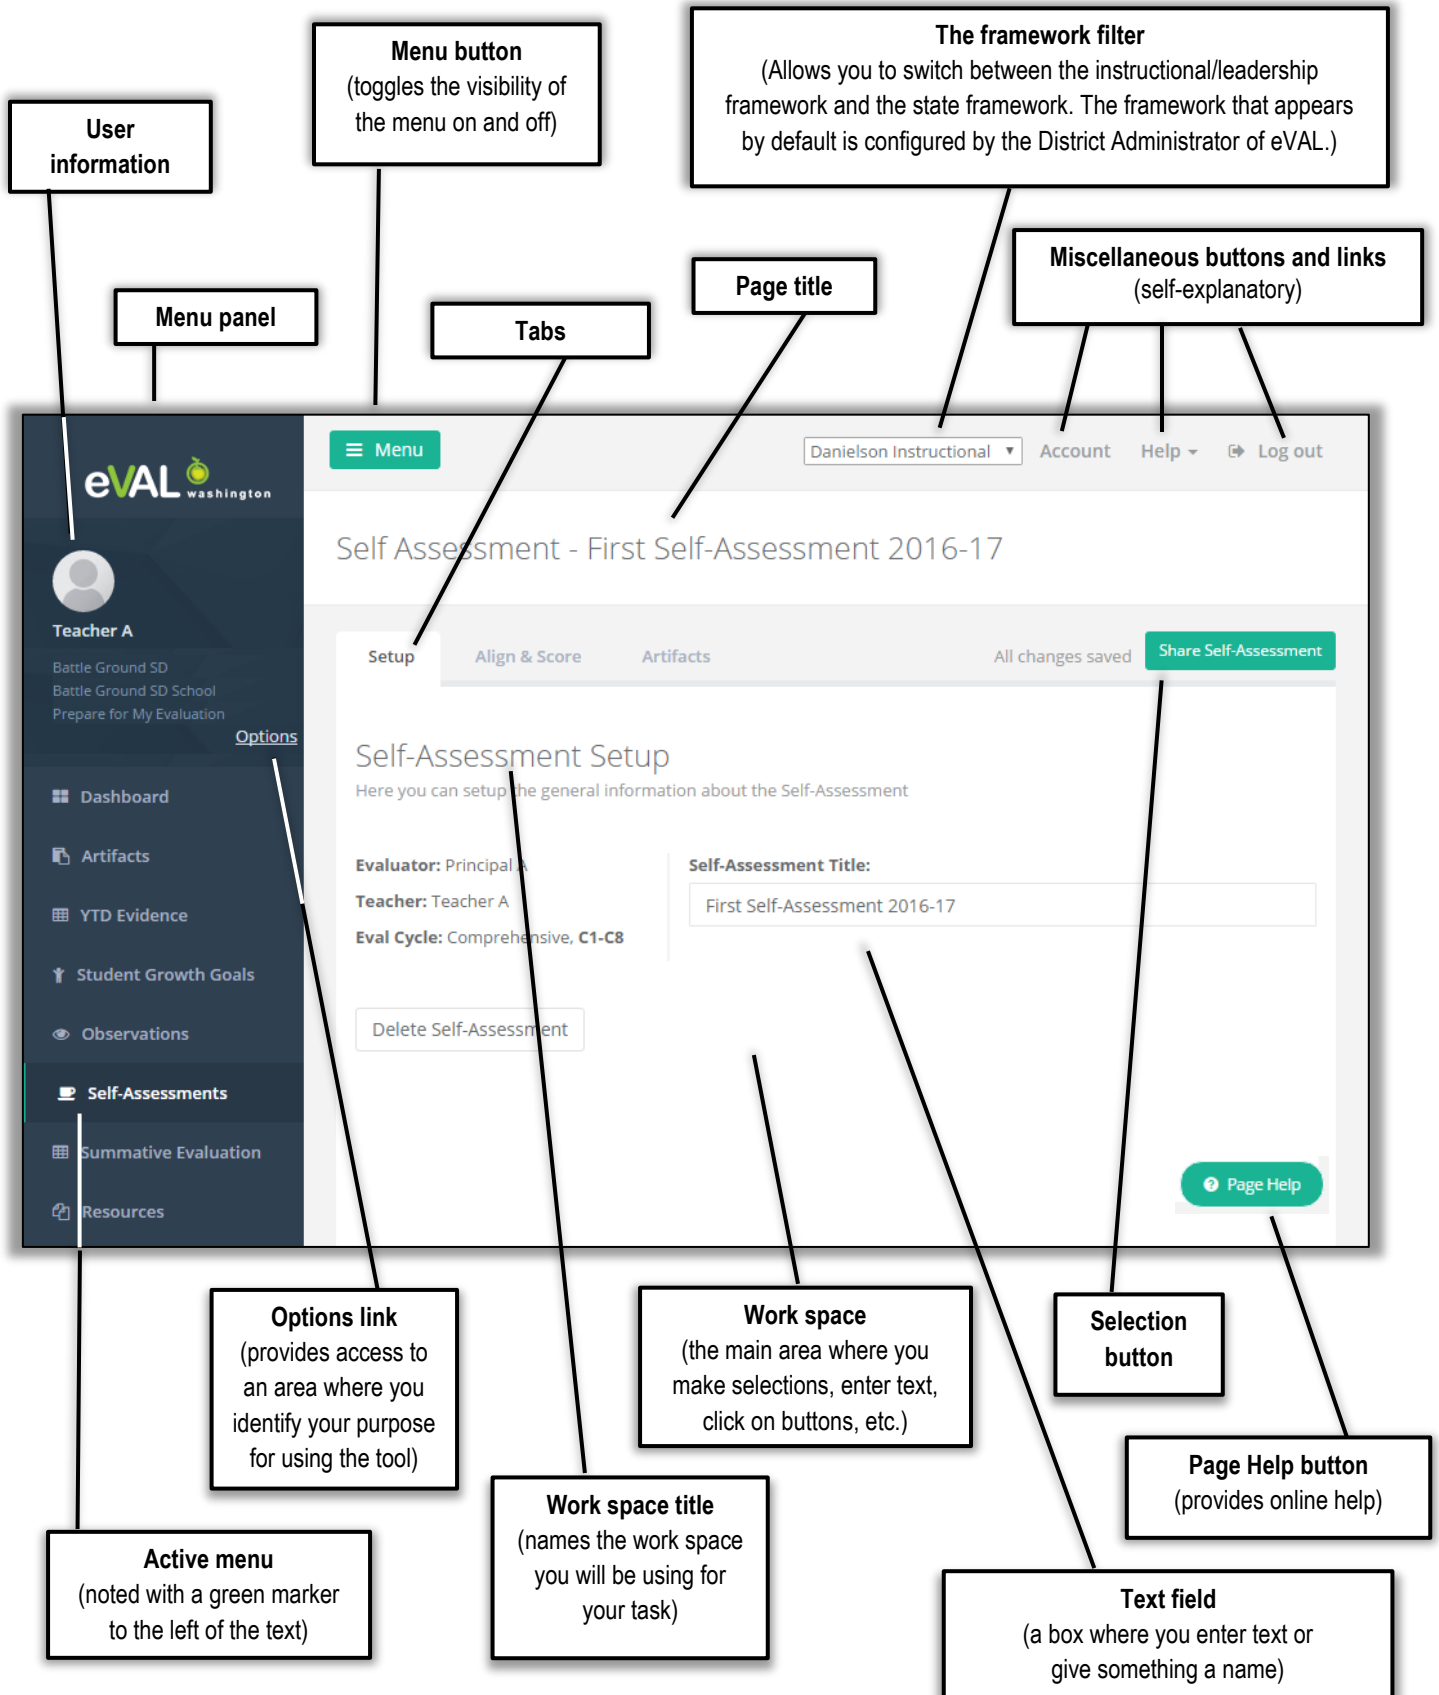 Menu button
(toggles the visibility of
the menu on and off)
The framework filter
(Allows you to switch between the instructional/leadership
framework and the state framework. The framework that appears
by default is configured by the District Administrator of eVAL.)
User
information
Miscellaneous buttons and links
(self-explanatory)
Page title
Menu panel
Tabs
eVAL washington
Menu
Danielson Instructional
Account
Help
Log out
Self Assessment - First Self-Assessment 2016-17
Teacher A
Battle Ground SD
Battle Ground SD School
Prepare for My Evaluation
Options
Setup
Align & Score
Artifacts
All changes saved
Share Self-Assessment
Self-Assessment Setup
Here you can setup the general information about the Self-Assessment
Evaluator: Principal A
Teacher: Teacher A
Eval Cycle: Comprehensive, C1-C8
Self-Assessment Title:
First Self-Assessment 2016-17
Delete Self-Assessment
Dashboard
Artifacts
YTD Evidence
Student Growth Goals
Observations
Self-Assessments
Summative Evaluation
Resources
Page Help
Options link
(provides access to
an area where you
identify your purpose
for using the tool)
Work space
(the main area where you
make selections, enter text,
click on buttons, etc.)
Selection
button
Page Help button
(provides online help)
Work space title
(names the work space
you will be using for
your task)
Active menu
(noted with a green marker
to the left of the text)
Text field
(a box where you enter text or
give something a name)